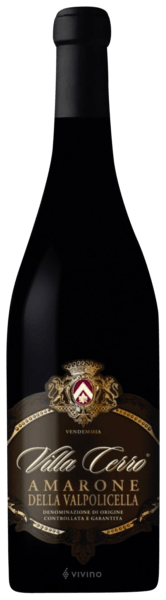 VENDEMMIA
Villa Cerro®
AMARONE
DELLA VALPOLICELLA
DENOMINAZIONE DI ORIGINE
CONTROLLATA E GARANTITA
vivino